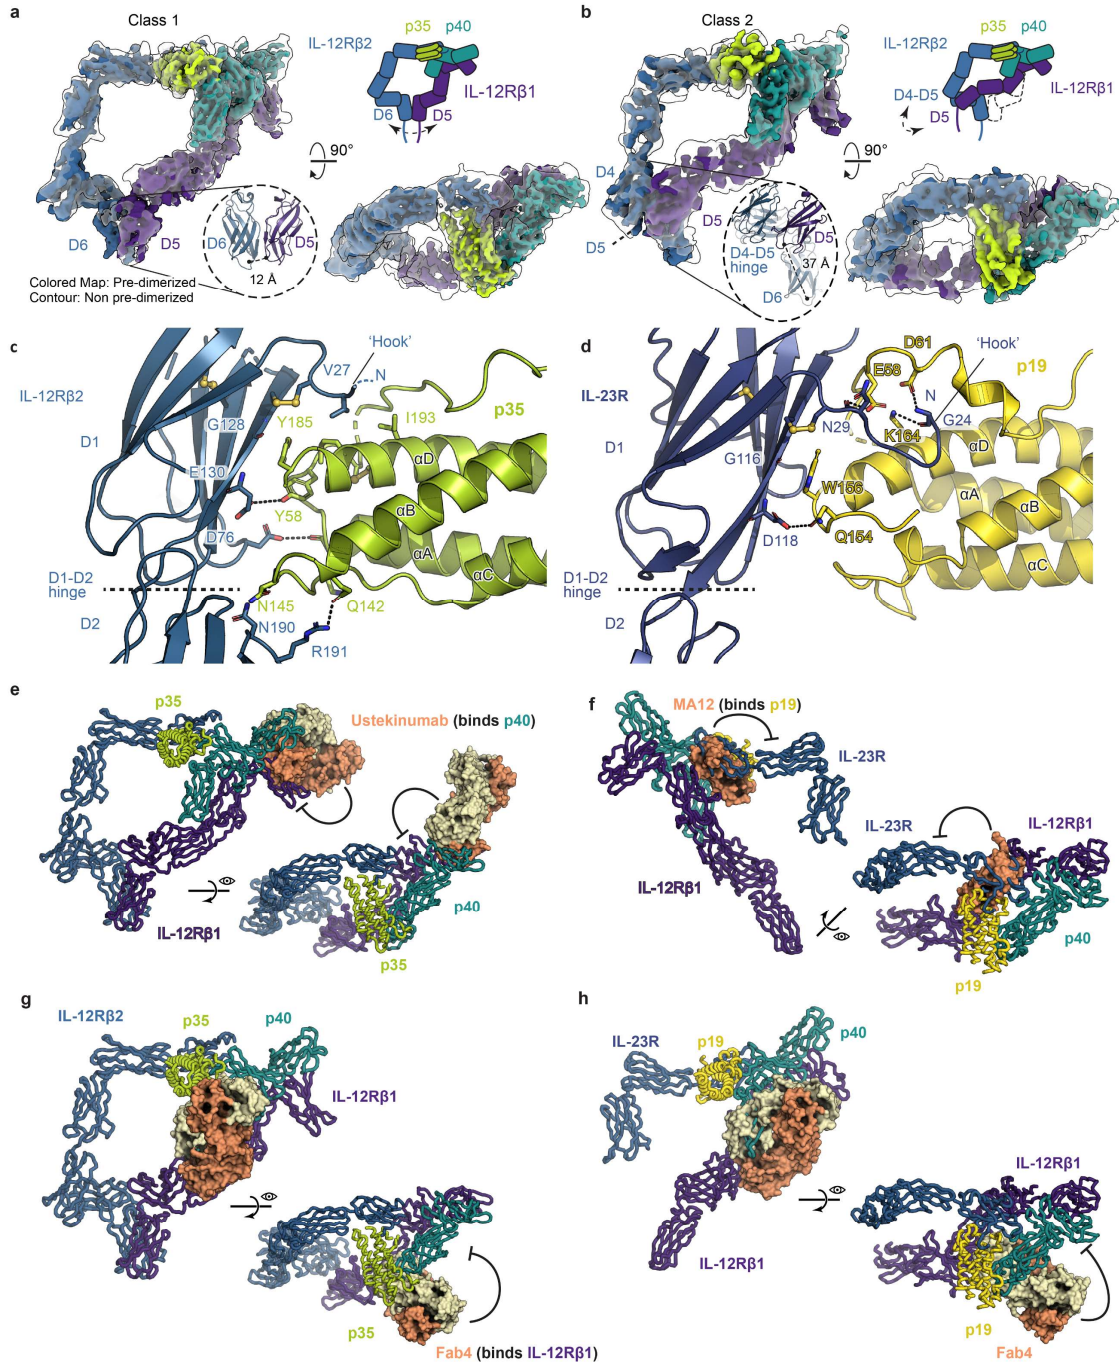 a
Class 1
p35
p40
IL-12Rβ2
IL-12Rβ1
D6
D5
90°
D6
D5
12 Å
D6
D5
Colored Map: Pre-dimerized
Contour: Non pre-dimerized
b
Class 2
p35
p40
IL-12Rβ2
IL-12Rβ1
D4-D5
D5
90°
D4
D5
D5
D4-D5
hinge
D5
37 Å
D6
c
'Hook'
V27
N
IL-12Rβ2
p35
G128
Y185
I193
D1
αD
E130
Y58
αB
D76
αA
αC
D1-D2
hinge
N145
Q142
D2
N190
R191
d
D61
'Hook'
p19
E58
IL-23R
N
N29
K164
G24
D1
G116
αD
W156
αA
αB
D118
Q154
αC
D1-D2
hinge
D2
e
p35
Ustekinumab (binds p40)
IL-12Rβ1
p40
p35
f
MA12 (binds p19)
IL-23R
IL-23R
IL-12Rβ1
IL-12Rβ1
p40
p19
g
IL-12Rβ2
p35
p40
IL-12Rβ1
p35
Fab4 (binds IL-12Rβ1)
h
p40
IL-23R
p19
IL-12Rβ1
IL-12Rβ1
p19
Fab4